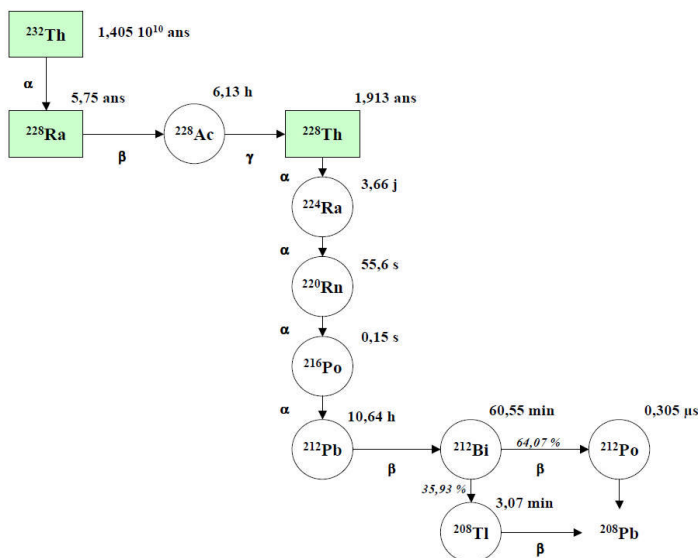 ²³²Th
1,405 10¹⁰ ans
α
5,75 ans
6,13 h
1,913 ans
²²⁸Ra
²²⁸Ac
²²⁸Th
β
γ
α
3,66 j
²²⁴Ra
α
55,6 s
²²⁰Rn
α
0,15 s
²¹⁶Po
α
10,64 h
60,55 min
0,305 µs
²¹²Pb
²¹²Bi
64,07 %
²¹²Po
β
β
35,93 %
3,07 min
²⁰⁸Tl
²⁰⁸Pb
β